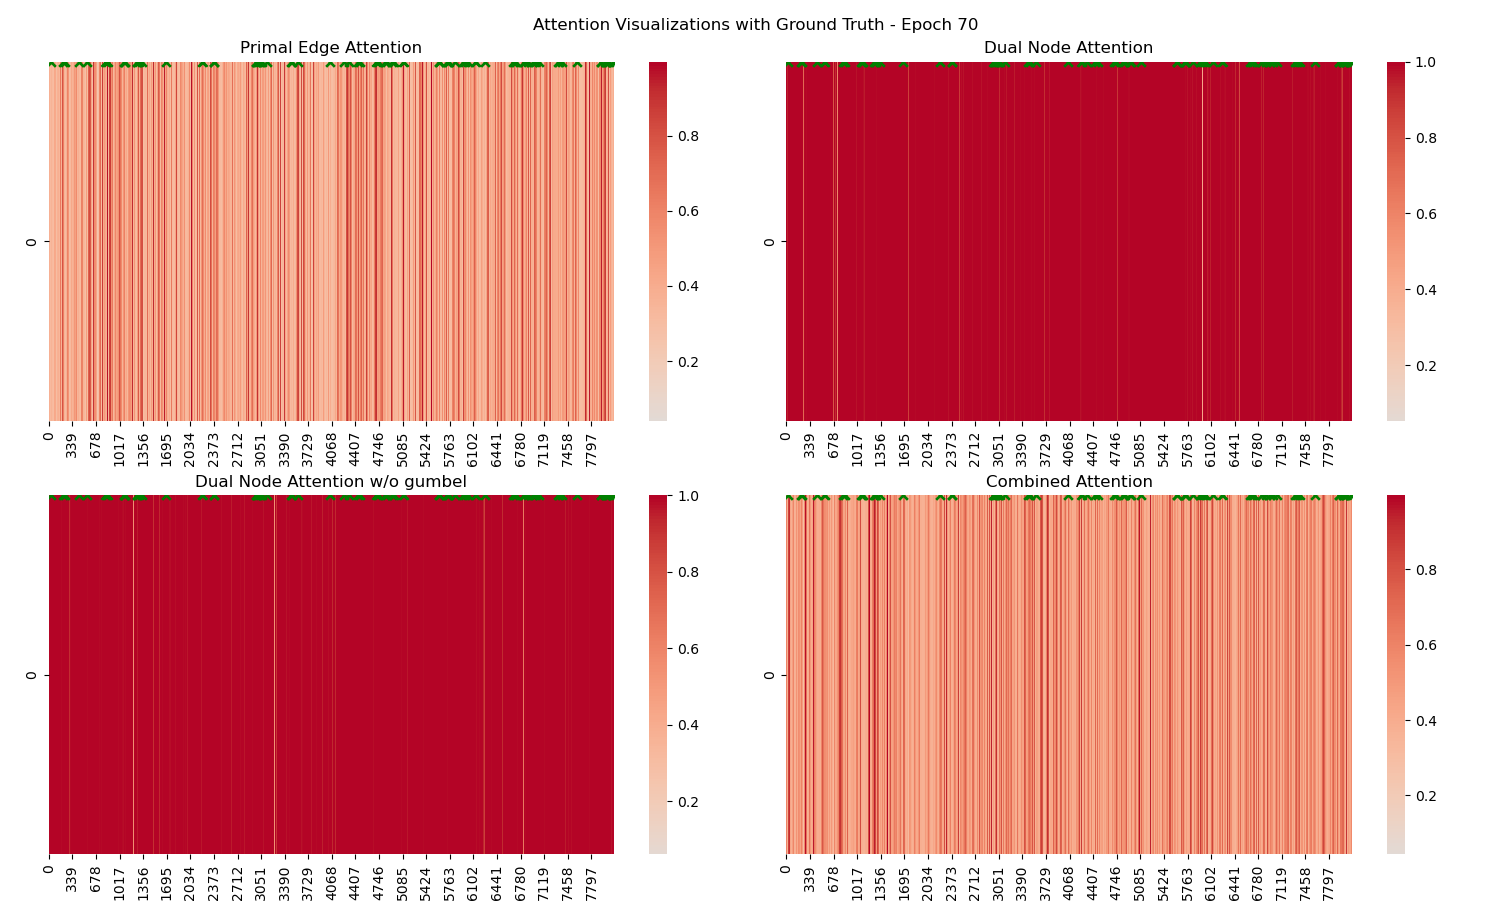 Attention Visualizations with Ground Truth - Epoch 70
Primal Edge Attention
0
0.8
0.6
0.4
0.2
0 339 678 1017 1356 1695 2034 2373 2712 3051 3390 3729 4068 4407 4746 5085 5424 5763 6102 6441 6780 7119 7458 7797
Dual Node Attention
0
1.0
0.8
0.6
0.4
0.2
0 339 678 1017 1356 1695 2034 2373 2712 3051 3390 3729 4068 4407 4746 5085 5424 5763 6102 6441 6780 7119 7458 7797
Dual Node Attention w/o gumbel
0
1.0
0.8
0.6
0.4
0.2
0 339 678 1017 1356 1695 2034 2373 2712 3051 3390 3729 4068 4407 4746 5085 5424 5763 6102 6441 6780 7119 7458 7797
Combined Attention
0
0.8
0.6
0.4
0.2
0 339 678 1017 1356 1695 2034 2373 2712 3051 3390 3729 4068 4407 4746 5085 5424 5763 6102 6441 6780 7119 7458 7797